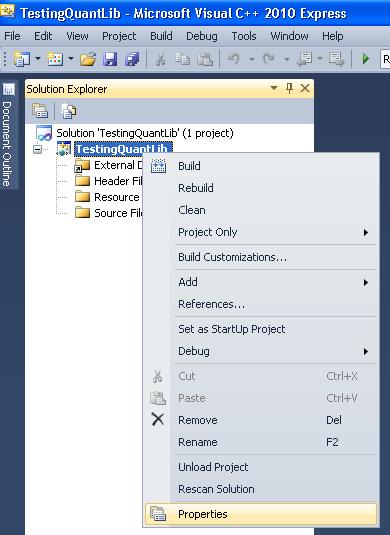 TestingQuantLib - Microsoft Visual C++ 2010 Express
File Edit View Project Build Debug Tools Window Help
Solution Explorer
Document Outline
Solution 'TestingQuantLib' (1 project)
TestingQuantLib
External D
Header Fil
Resource
Source File
Build
Rebuild
Clean
Project Only
Build Customizations...
Add
References...
Set as StartUp Project
Debug
Cut Ctrl+X
Paste Ctrl+V
Remove Del
Rename F2
Unload Project
Rescan Solution
Properties